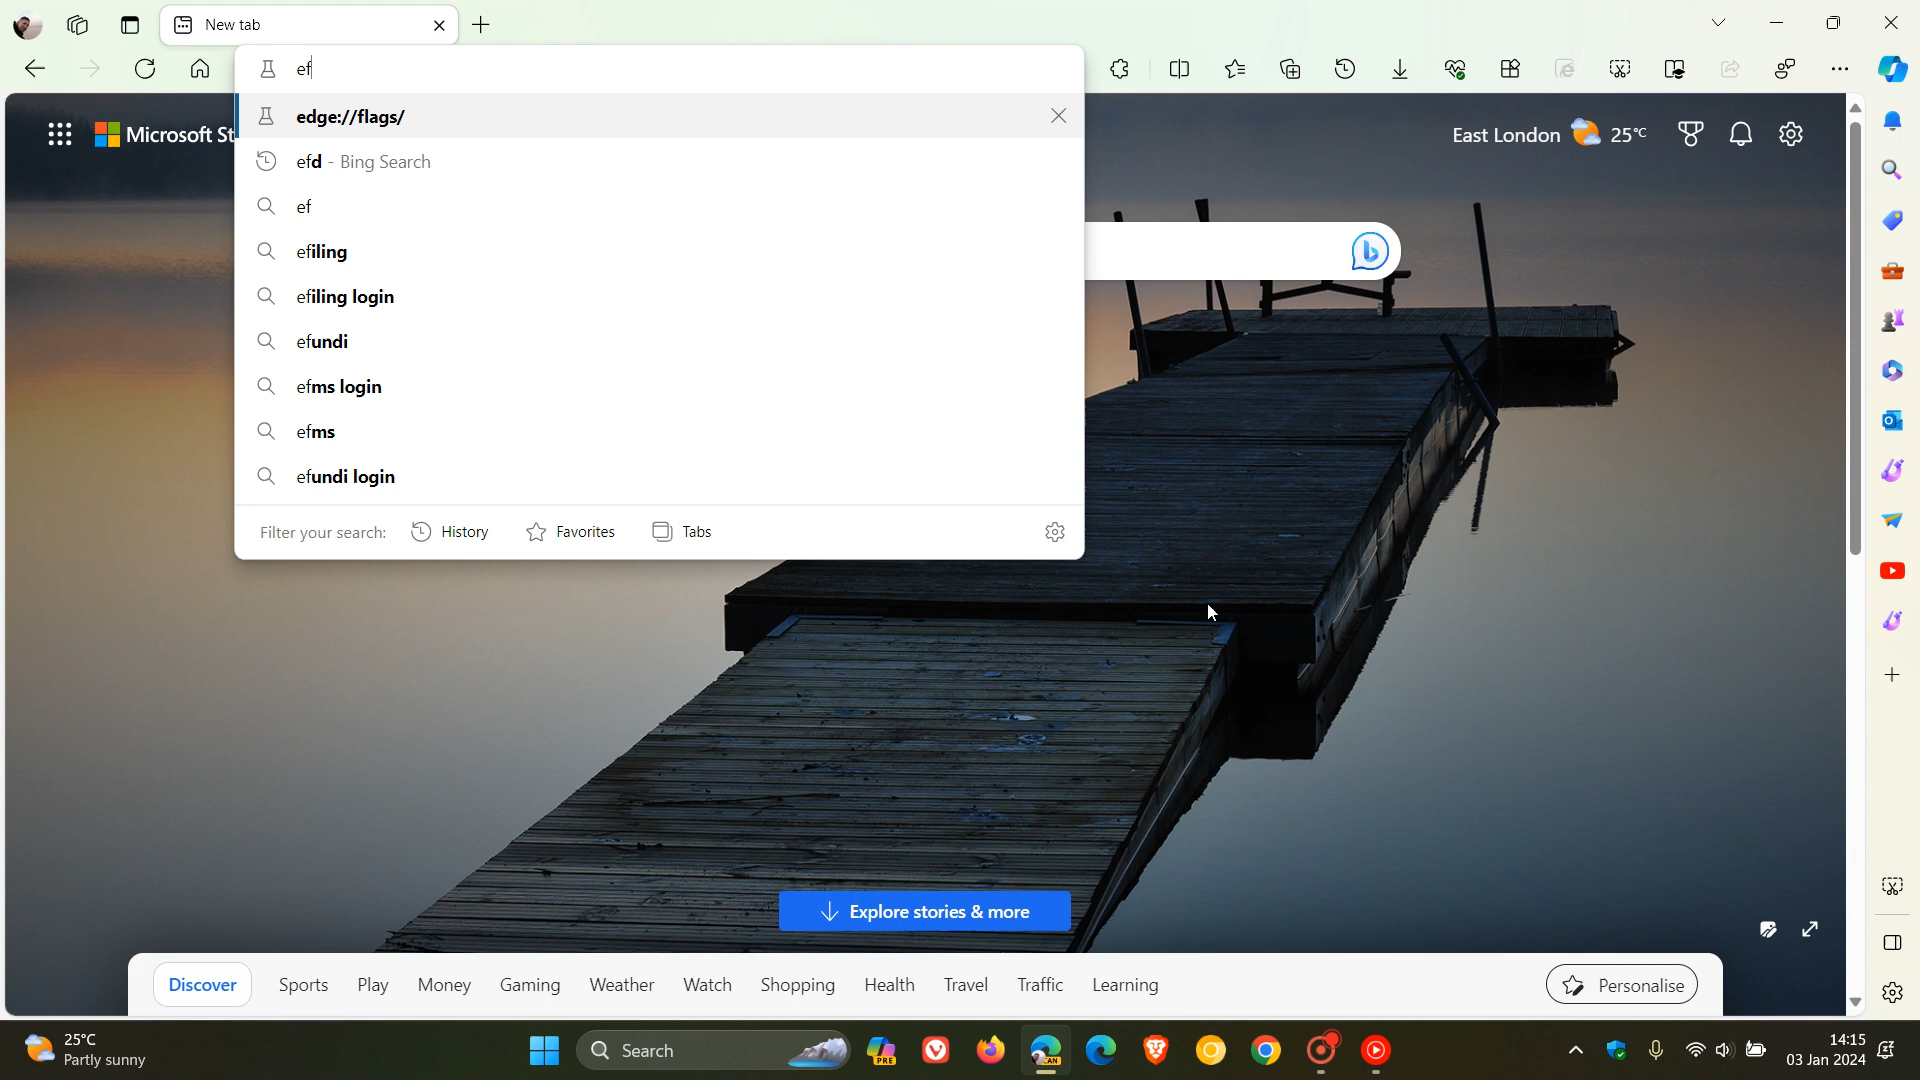 New tab
ef
edge://flags/
efd - Bing Search
ef
efiling
efiling login
efundi
efms login
efms
efundi login
Filter your search: History Favorites Tabs
Microsoft St
East London 25°C
Explore stories & more
Discover Sports Play Money Gaming Weather Watch Shopping Health Travel Traffic Learning Personalise
25°C
Partly sunny
Search
PRE
CAN
14:15
03 Jan 2024